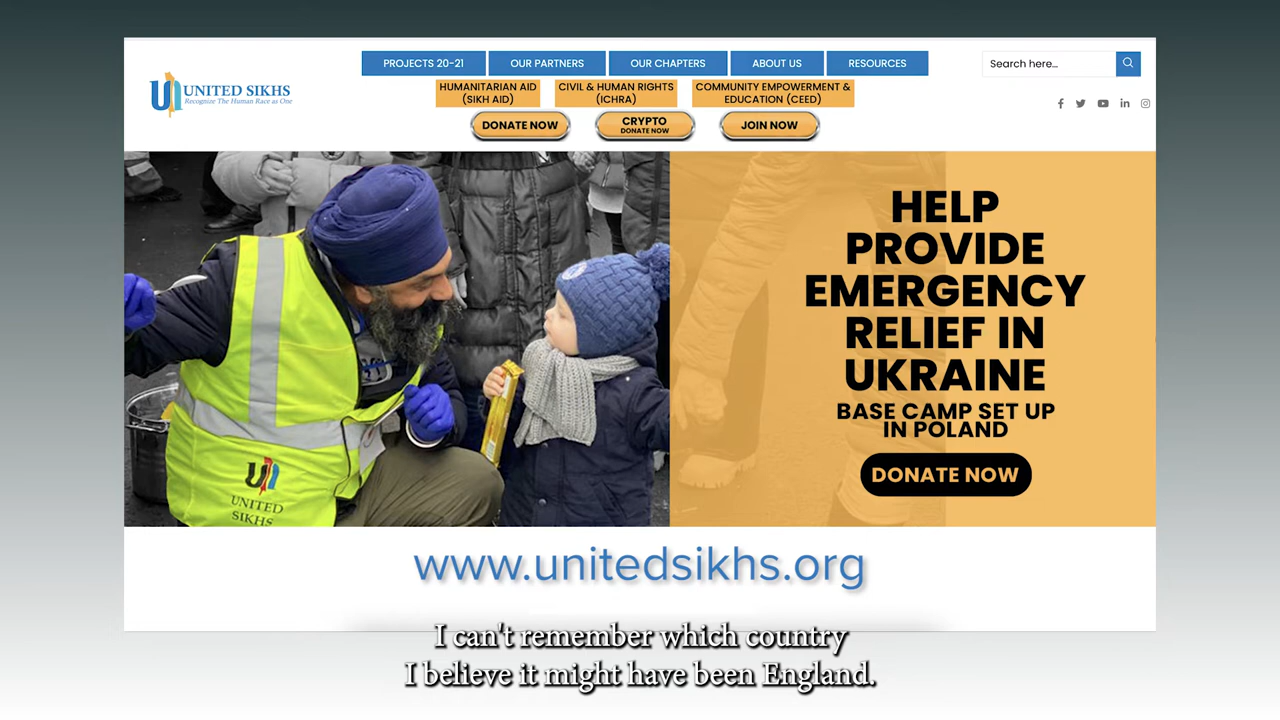 PROJECTS 20-21
OUR PARTNERS
OUR CHAPTERS
ABOUT US
RESOURCES
Search here...
UNITED SIKHS
Recognize The Human Race as One
HUMANITARIAN AID
(SIKH AID)
CIVIL & HUMAN RIGHTS
(ICHRA)
COMMUNITY EMPOWERMENT &
EDUCATION (CEED)
DONATE NOW
CRYPTO
DONATE NOW
JOIN NOW
HELP
PROVIDE
EMERGENCY
RELIEF IN
UKRAINE
BASE CAMP SET UP
IN POLAND
DONATE NOW
UNITED
SIKHS
www.unitedsikhs.org
I can't remember which country
I believe it might have been England.